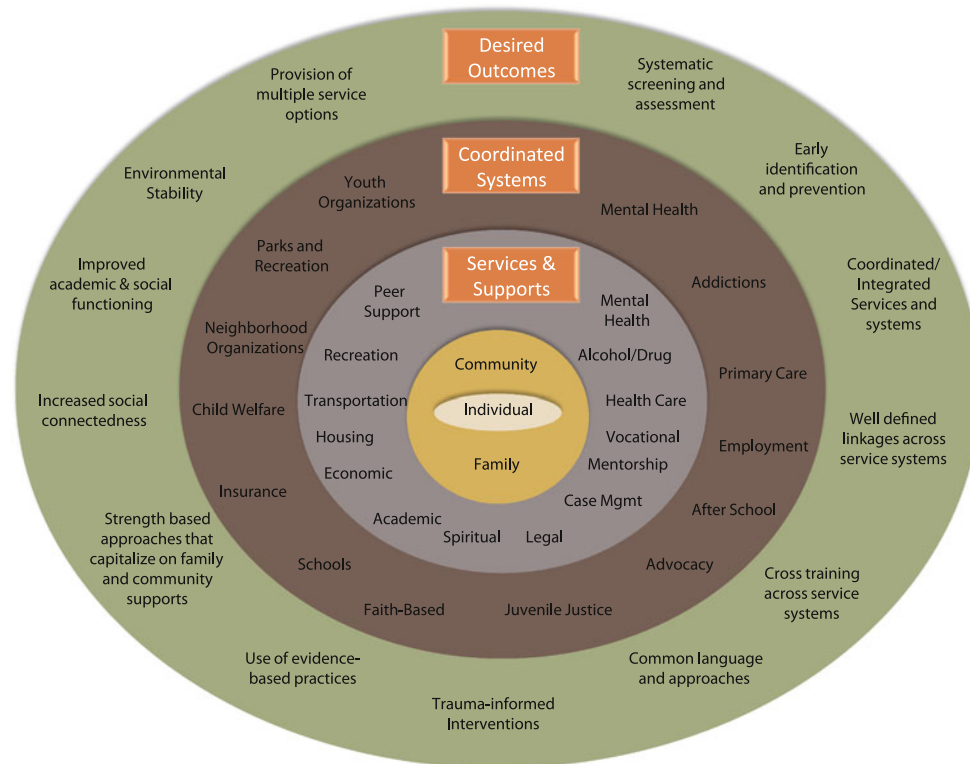 Desired
Outcomes
Provision of
multiple service
options
Systematic
screening and
assessment
Environmental
Stability
Early
identification
and prevention
Improved
academic & social
functioning
Coordinated/
Integrated
Services and
systems
Increased social
connectedness
Well defined
linkages across
service systems
Strength based
approaches that
capitalize on family
and community
supports
Cross training
across service
systems
Use of evidence-
based practices
Common language
and approaches
Trauma-informed
Interventions
Coordinated
Systems
Youth
Organizations
Mental Health
Parks and
Recreation
Addictions
Neighborhood
Organizations
Primary Care
Child Welfare
Employment
Insurance
After School
Schools
Advocacy
Faith-Based
Juvenile Justice
Services &
Supports
Peer
Support
Mental
Health
Recreation
Alcohol/Drug
Transportation
Health Care
Housing
Vocational
Economic
Mentorship
Case Mgmt
Academic
Spiritual
Legal
Community
Individual
Family